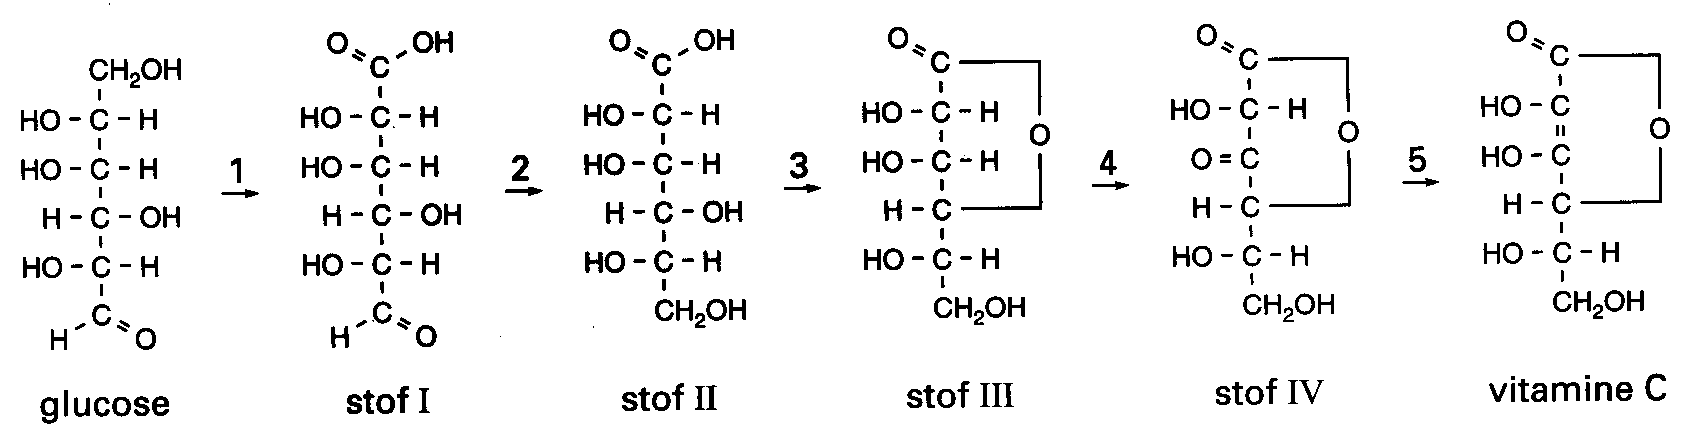 CH₂OH
HO-C-H
HO-C-H
H-C-OH
HO-C-H
H-C=O
glucose
1
O=C-OH
HO-C-H
HO-C-H
H-C-OH
HO-C-H
H-C=O
stof I
2
O=C-OH
HO-C-H
HO-C-H
H-C-OH
HO-C-H
CH₂OH
stof II
3
O=C
HO-C-H
O
HO-C-H
H-C
HO-C-H
CH₂OH
stof III
4
O=C
HO-C-H
O
O=C
H-C
HO-C-H
CH₂OH
stof IV
5
O=C
HO-C
O
HO-C
H-C
HO-C-H
CH₂OH
vitamine C